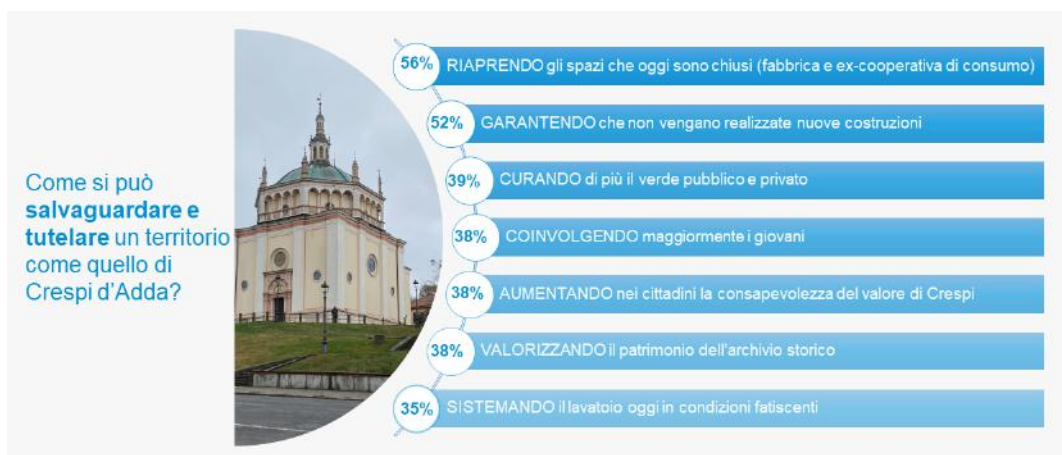 Come si può
salvaguardare e
tutelare un territorio
come quello di
Crespi d'Adda?
56% RIAPRENDO gli spazi che oggi sono chiusi (fabbrica e ex-cooperativa di consumo)
52% GARANTENDO che non vengano realizzate nuove costruzioni
39% CURANDO di più il verde pubblico e privato
38% COINVOLGENDO maggiormente i giovani
38% AUMENTANDO nei cittadini la consapevolezza del valore di Crespi
38% VALORIZZANDO il patrimonio dell'archivio storico
35% SISTEMANDO il lavatoio oggi in condizioni fatiscenti